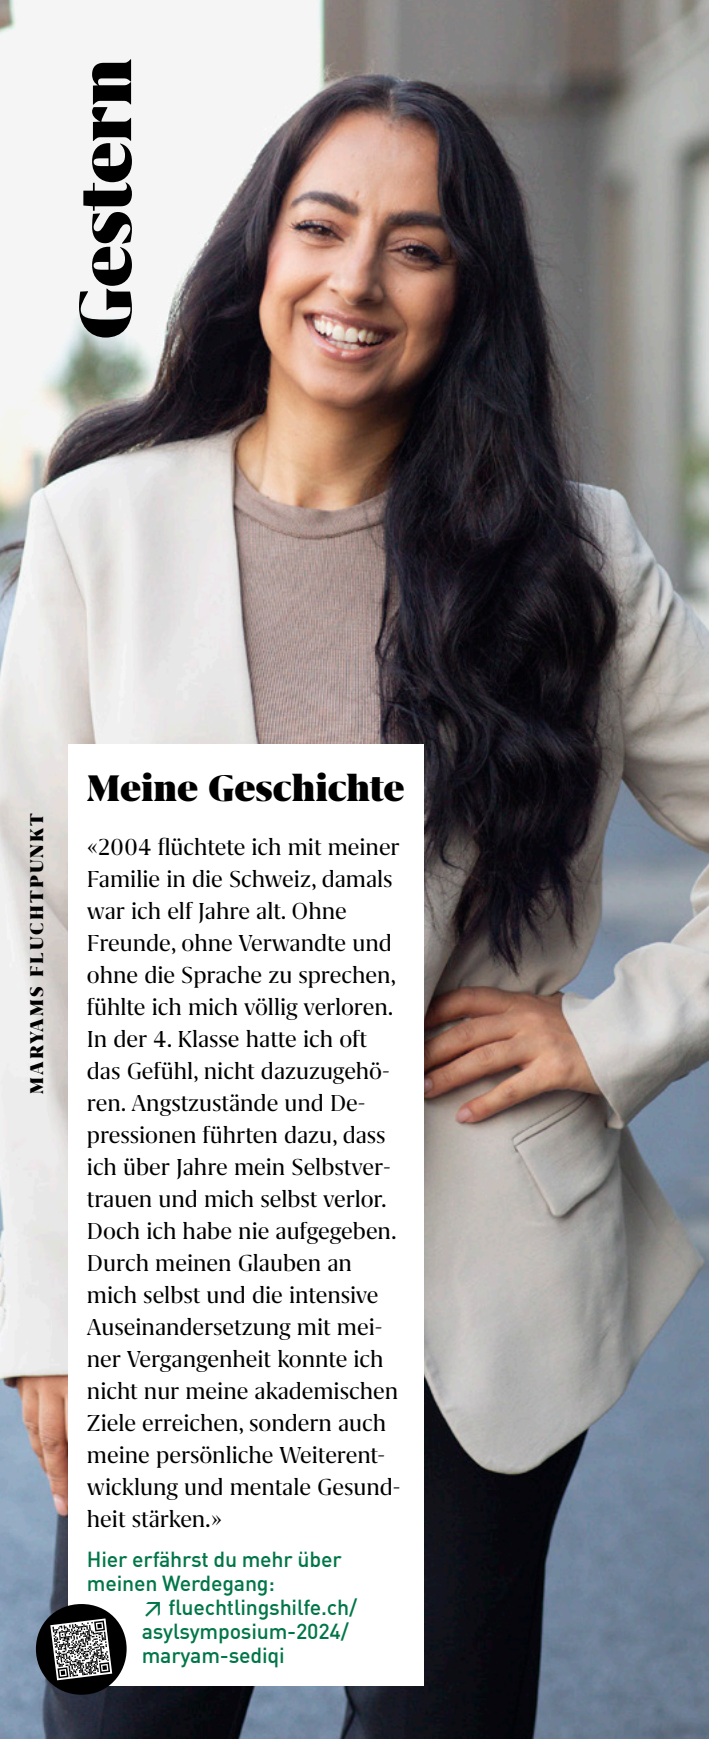 Gestern
MARYAMS FLUCHTPUNKT
Meine Geschichte
«2004 flüchtete ich mit meiner
Familie in die Schweiz, damals
war ich elf Jahre alt. Ohne
Freunde, ohne Verwandte und
ohne die Sprache zu sprechen,
fühlte ich mich völlig verloren.
In der 4. Klasse hatte ich oft
das Gefühl, nicht dazuzugehö-
ren. Angstzustände und De-
pressionen führten dazu, dass
ich über Jahre mein Selbstver-
trauen und mich selbst verlor.
Doch ich habe nie aufgegeben.
Durch meinen Glauben an
mich selbst und die intensive
Auseinandersetzung mit mei-
ner Vergangenheit konnte ich
nicht nur meine akademischen
Ziele erreichen, sondern auch
meine persönliche Weiterent-
wicklung und mentale Gesund-
heit stärken.»
Hier erfährst du mehr über
meinen Werdegang:
↗ fluechtlingshilfe.ch/
asylsymposium-2024/
maryam-sediqi